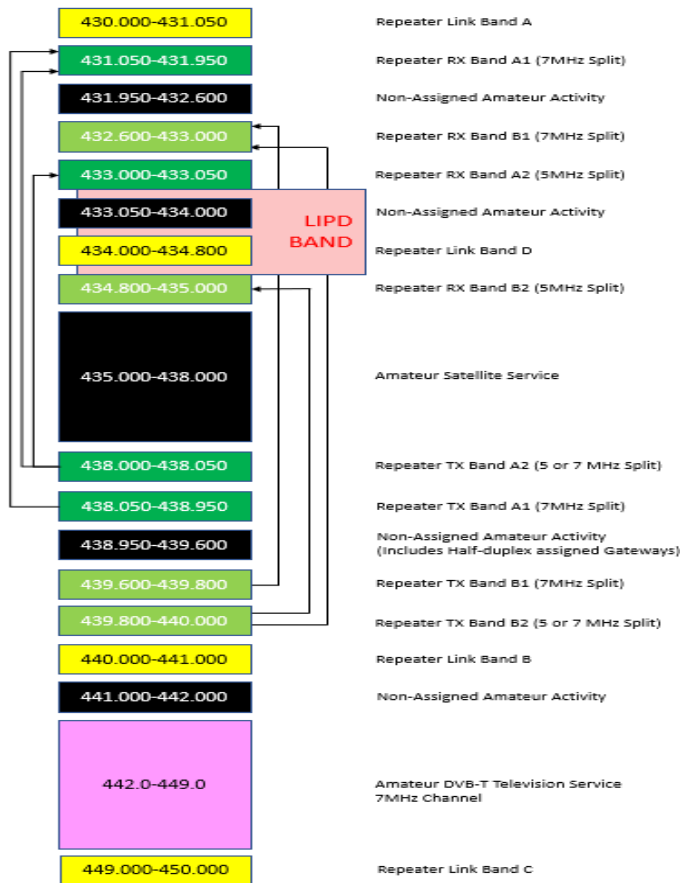 430.000-431.050 Repeater Link Band A
431.050-431.950 Repeater RX Band A1 (7MHz Split)
431.950-432.600 Non-Assigned Amateur Activity
432.600-433.000 Repeater RX Band B1 (7MHz Split)
433.000-433.050 Repeater RX Band A2 (5MHz Split)
LIPD
BAND
433.050-434.000 Non-Assigned Amateur Activity
434.000-434.800 Repeater Link Band D
434.800-435.000 Repeater RX Band B2 (5MHz Split)
435.000-438.000 Amateur Satellite Service
438.000-438.050 Repeater TX Band A2 (5 or 7 MHz Split)
438.050-438.950 Repeater TX Band A1 (7MHz Split)
438.950-439.600 Non-Assigned Amateur Activity
(Includes Half-duplex assigned Gateways)
439.600-439.800 Repeater TX Band B1 (7MHz Split)
439.800-440.000 Repeater TX Band B2 (5 or 7 MHz Split)
440.000-441.000 Repeater Link Band B
441.000-442.000 Non-Assigned Amateur Activity
442.0-449.0 Amateur DVB-T Television Service
7MHz Channel
449.000-450.000 Repeater Link Band C